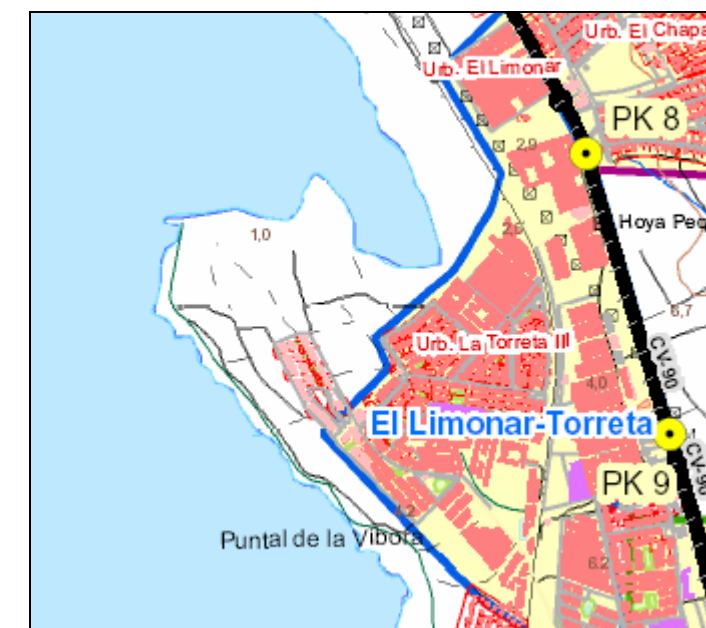 Urb. El Chapa
Urb. El Limonar
PK 8
2,9
Hoya Peq
1,0
2,0
6,7
Urb. La Torreta III
CV-90
4,0
El Limonar-Torreta
CV-90
PK 9
4,2
Puntal de la Víbora
6,2